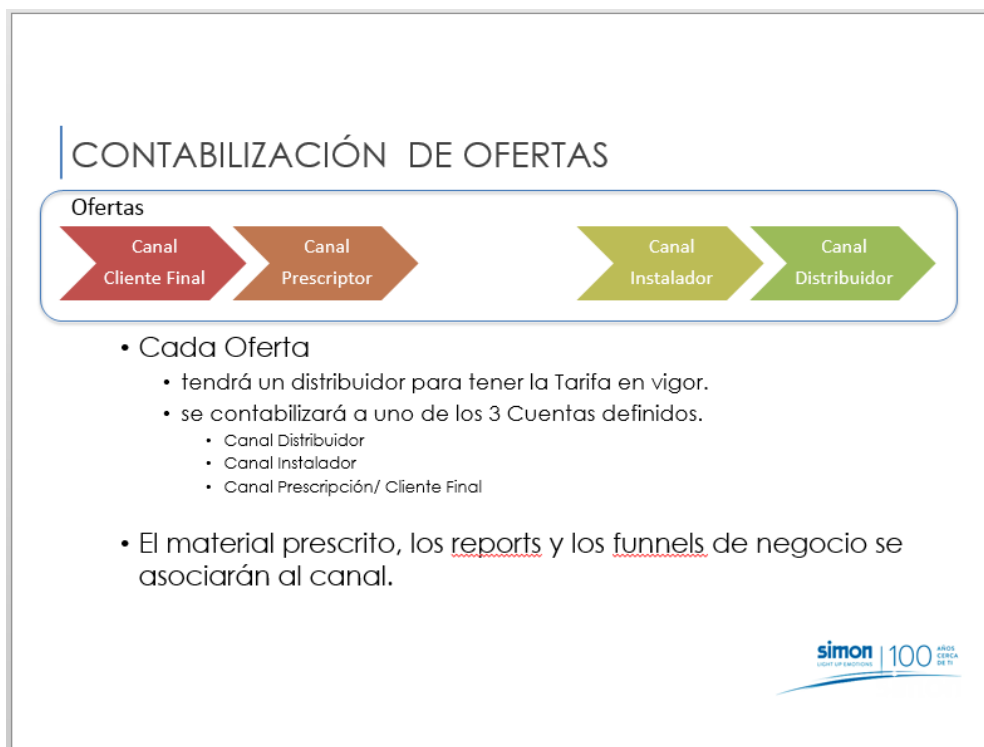 CONTABILIZACIÓN DE OFERTAS
Ofertas
Canal
Cliente Final
Canal
Prescriptor
Canal
Instalador
Canal
Distribuidor
• Cada Oferta
• tendrá un distribuidor para tener la Tarifa en vigor.
• se contabilizará a uno de los 3 Cuentas definidos.
• Canal Distribuidor
• Canal Instalador
• Canal Prescripción/ Cliente Final
• El material prescrito, los reports y los funnels de negocio se
asociarán al canal.
simon
LIGHT UP EMOTIONS
100
AÑOS
CERCA
DE TI